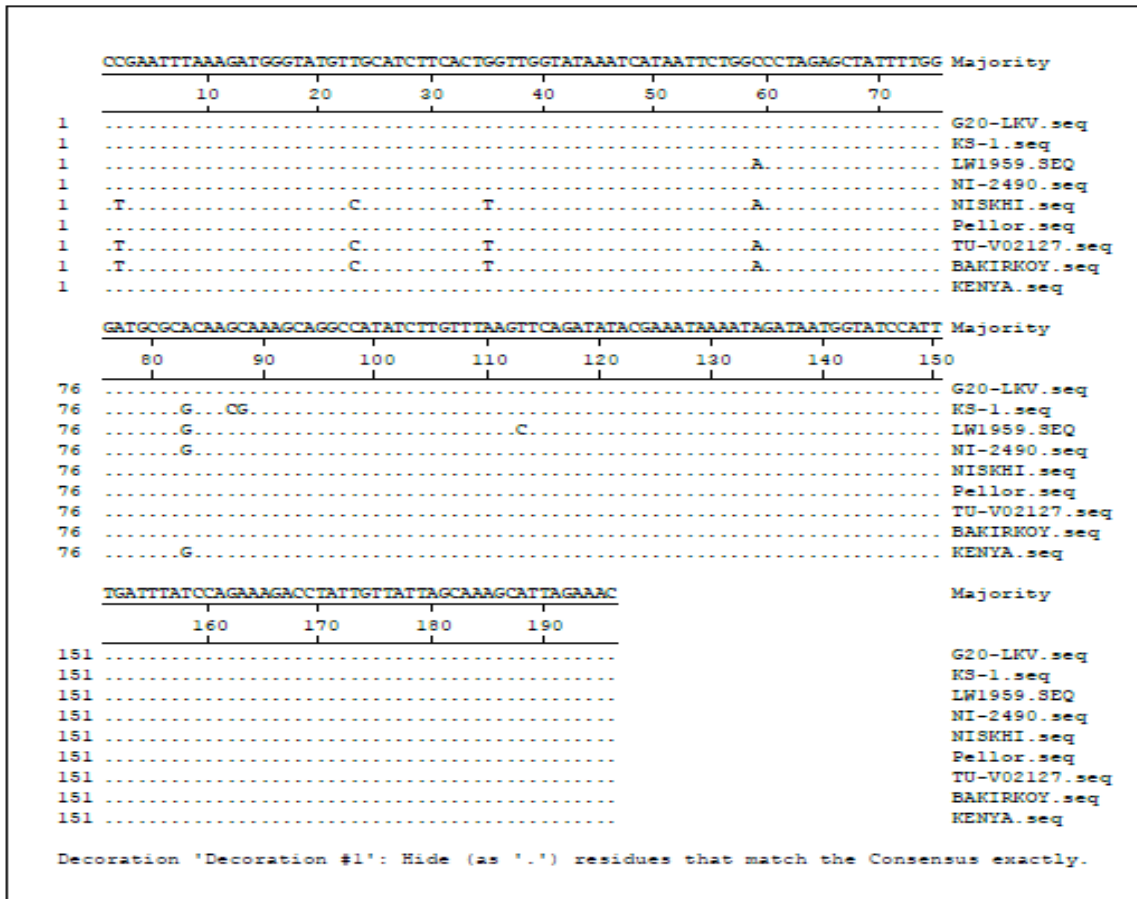 CCGAATTTAAAGATGGGTATGTTGCATCTTCACTGGTTGGTATAAATCATAATTCTGGCCCTAGAGCTATTTTGG Majority
10 20 30 40 50 60 70
1 ........................................................................... G20-LKV.seq
1 ........................................................................... KS-1.seq
1 ..........................................................A................ LW1959.SEQ
1 ........................................................................... NI-2490.seq
1 .T....................C...........T.......................A................ NISKHI.seq
1 ........................................................................... Pellor.seq
1 .T....................C...........T.......................A................ TU-V02127.seq
1 .T....................C...........T.......................A................ BAKIRKOY.seq
1 ........................................................................... KENYA.seq
GATGCGCACAAGCAAAGCAGGCCATATCTTGTTTAAGTTCAGATATACGAAATAAAATAGATAATGGTATCCATT Majority
80 90 100 110 120 130 140 150
76 ........................................................................... G20-LKV.seq
76 .......G...CG.............................................................. KS-1.seq
76 .......G.............................C..................................... LW1959.SEQ
76 .......G................................................................... NI-2490.seq
76 ........................................................................... NISKHI.seq
76 ........................................................................... Pellor.seq
76 ........................................................................... TU-V02127.seq
76 ........................................................................... BAKIRKOY.seq
76 .......G................................................................... KENYA.seq
TGATTTATCCAGAAAGACCTATTGTTATTAGCAAAGCATTAGAAAC Majority
160 170 180 190
151 .............................................. G20-LKV.seq
151 .............................................. KS-1.seq
151 .............................................. LW1959.SEQ
151 .............................................. NI-2490.seq
151 .............................................. NISKHI.seq
151 .............................................. Pellor.seq
151 .............................................. TU-V02127.seq
151 .............................................. BAKIRKOY.seq
151 .............................................. KENYA.seq
Decoration 'Decoration #1': Hide (as '.') residues that match the Consensus exactly.